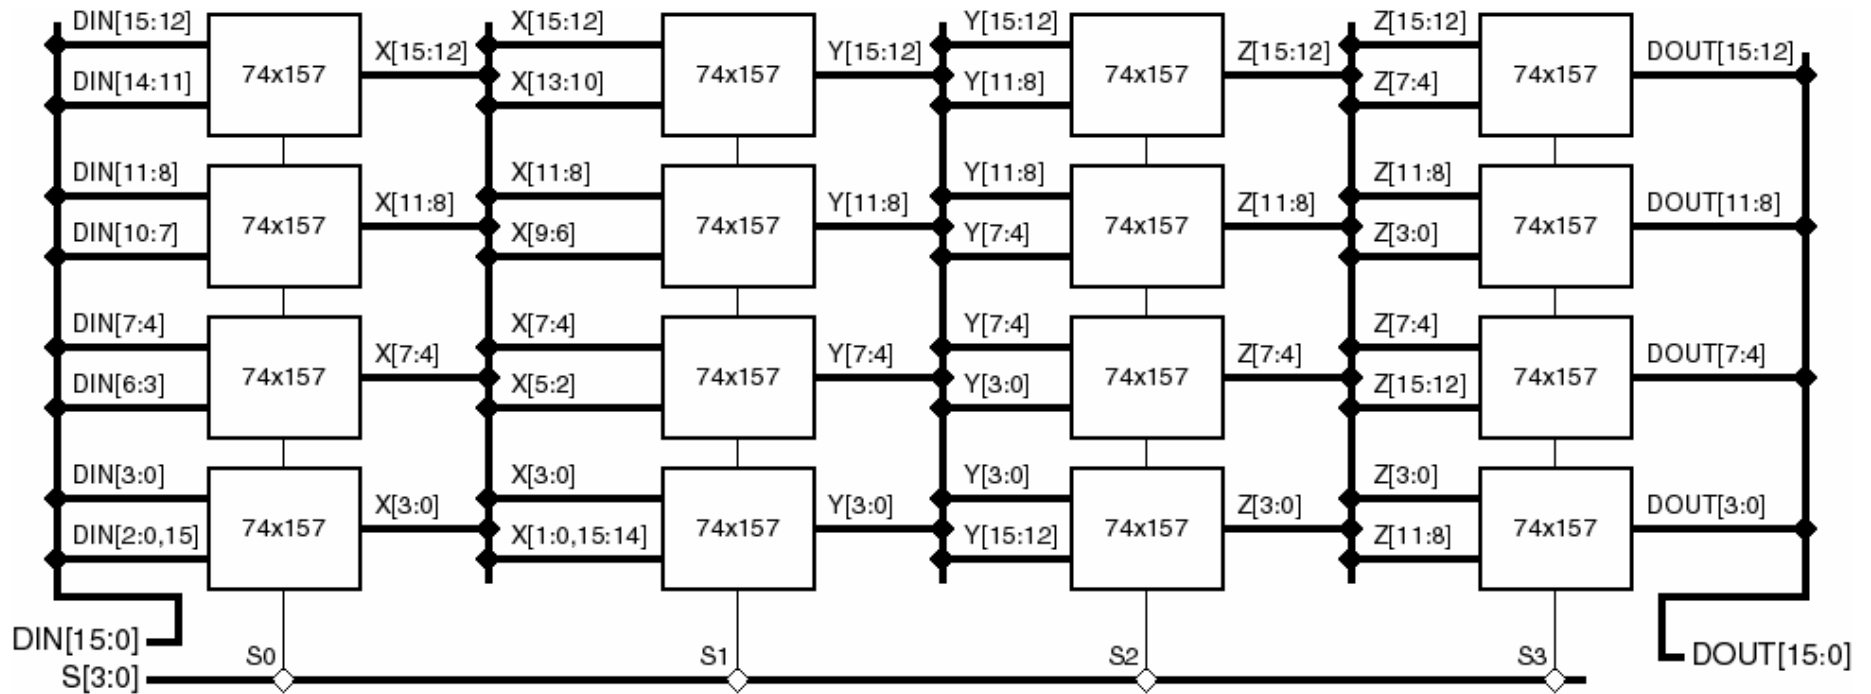 DIN[15:12] X[15:12] Y[15:12] Z[15:12]
74x157 X[15:12] 74x157 Y[15:12] 74x157 Z[15:12] 74x157 DOUT[15:12]
DIN[14:11] X[13:10] Y[11:8] Z[7:4]
DIN[11:8] X[11:8] Y[11:8] Z[11:8]
74x157 X[11:8] 74x157 Y[11:8] 74x157 Z[11:8] 74x157 DOUT[11:8]
DIN[10:7] X[9:6] Y[7:4] Z[3:0]
DIN[7:4] X[7:4] Y[7:4] Z[7:4]
74x157 X[7:4] 74x157 Y[7:4] 74x157 Z[7:4] 74x157 DOUT[7:4]
DIN[6:3] X[5:2] Y[3:0] Z[15:12]
DIN[3:0] X[3:0] Y[3:0] Z[3:0]
74x157 X[3:0] 74x157 Y[3:0] 74x157 Z[3:0] 74x157 DOUT[3:0]
DIN[2:0,15] X[1:0,15:14] Y[15:12] Z[11:8]
DIN[15:0] S0 S1 S2 S3 DOUT[15:0]
S[3:0]